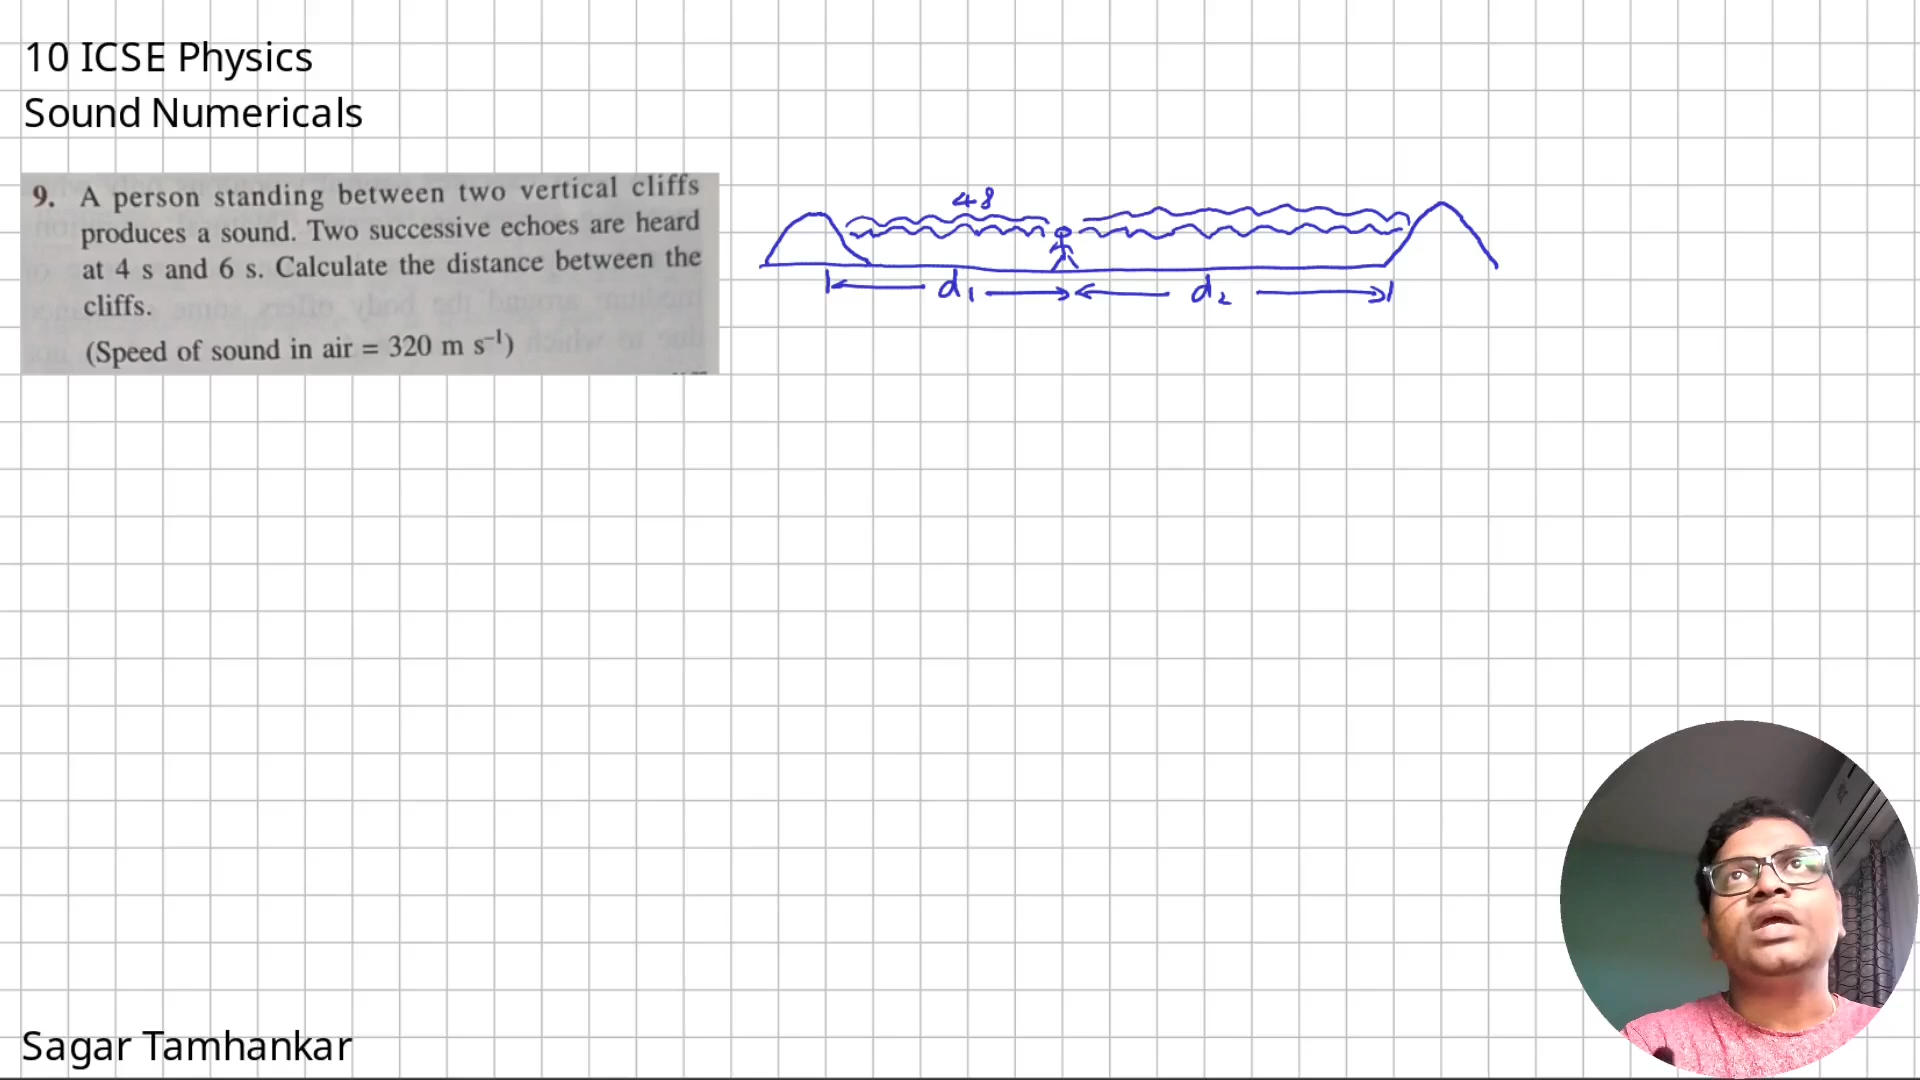 10 ICSE Physics
Sound Numericals
9. A person standing between two vertical cliffs
produces a sound. Two successive echoes are heard
at 4 s and 6 s. Calculate the distance between the
cliffs.
(Speed of sound in air = 320 m s⁻¹)
48
d₁
d₂
Sagar Tamhankar